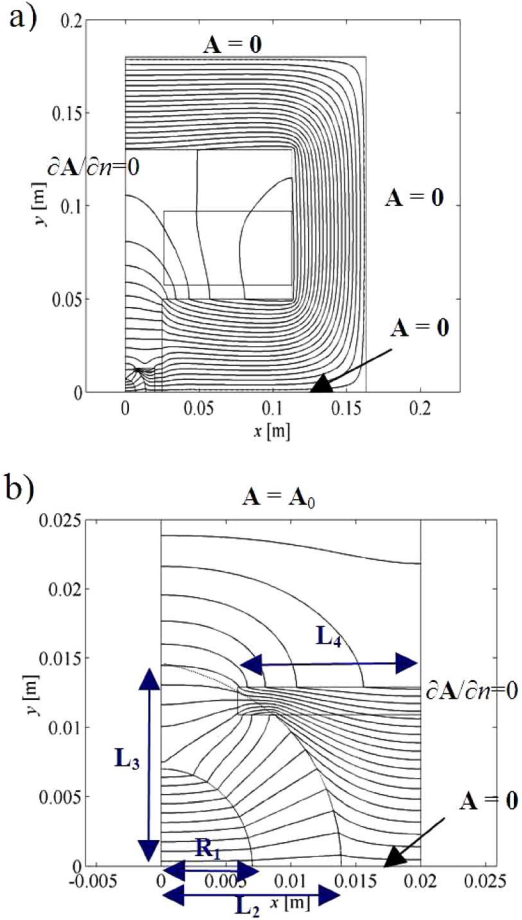 a)
0.2
A = 0
0.15
∂A/∂n=0
y [m]
0.1
A = 0
0.05
A = 0
0
0 0.05 0.1 0.15 0.2
x [m]
b)
A = A₀
0.025
0.02
L₄
0.015
y [m]
∂A/∂n=0
0.01
L₃
A = 0
0.005
R₁
0
-0.005 0 0.005 0.01 0.015 0.02 0.025
L₂ x [m]